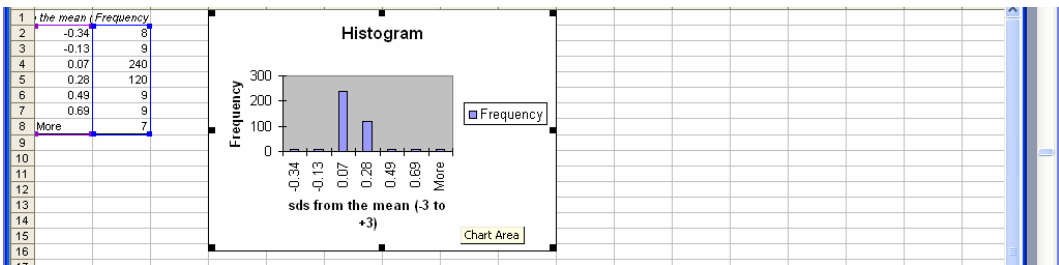 1 the mean ( Frequency
2 -0.34 8
3 -0.13 9
4 0.07 240
5 0.28 120
6 0.49 9
7 0.69 9
8 More 7
9
10
11
12
13
14
15
16
17
Histogram
Frequency
300
200
100
0
-0.34 -0.13 0.07 0.28 0.49 0.69 More
sds from the mean (-3 to
+3)
Frequency
Chart Area